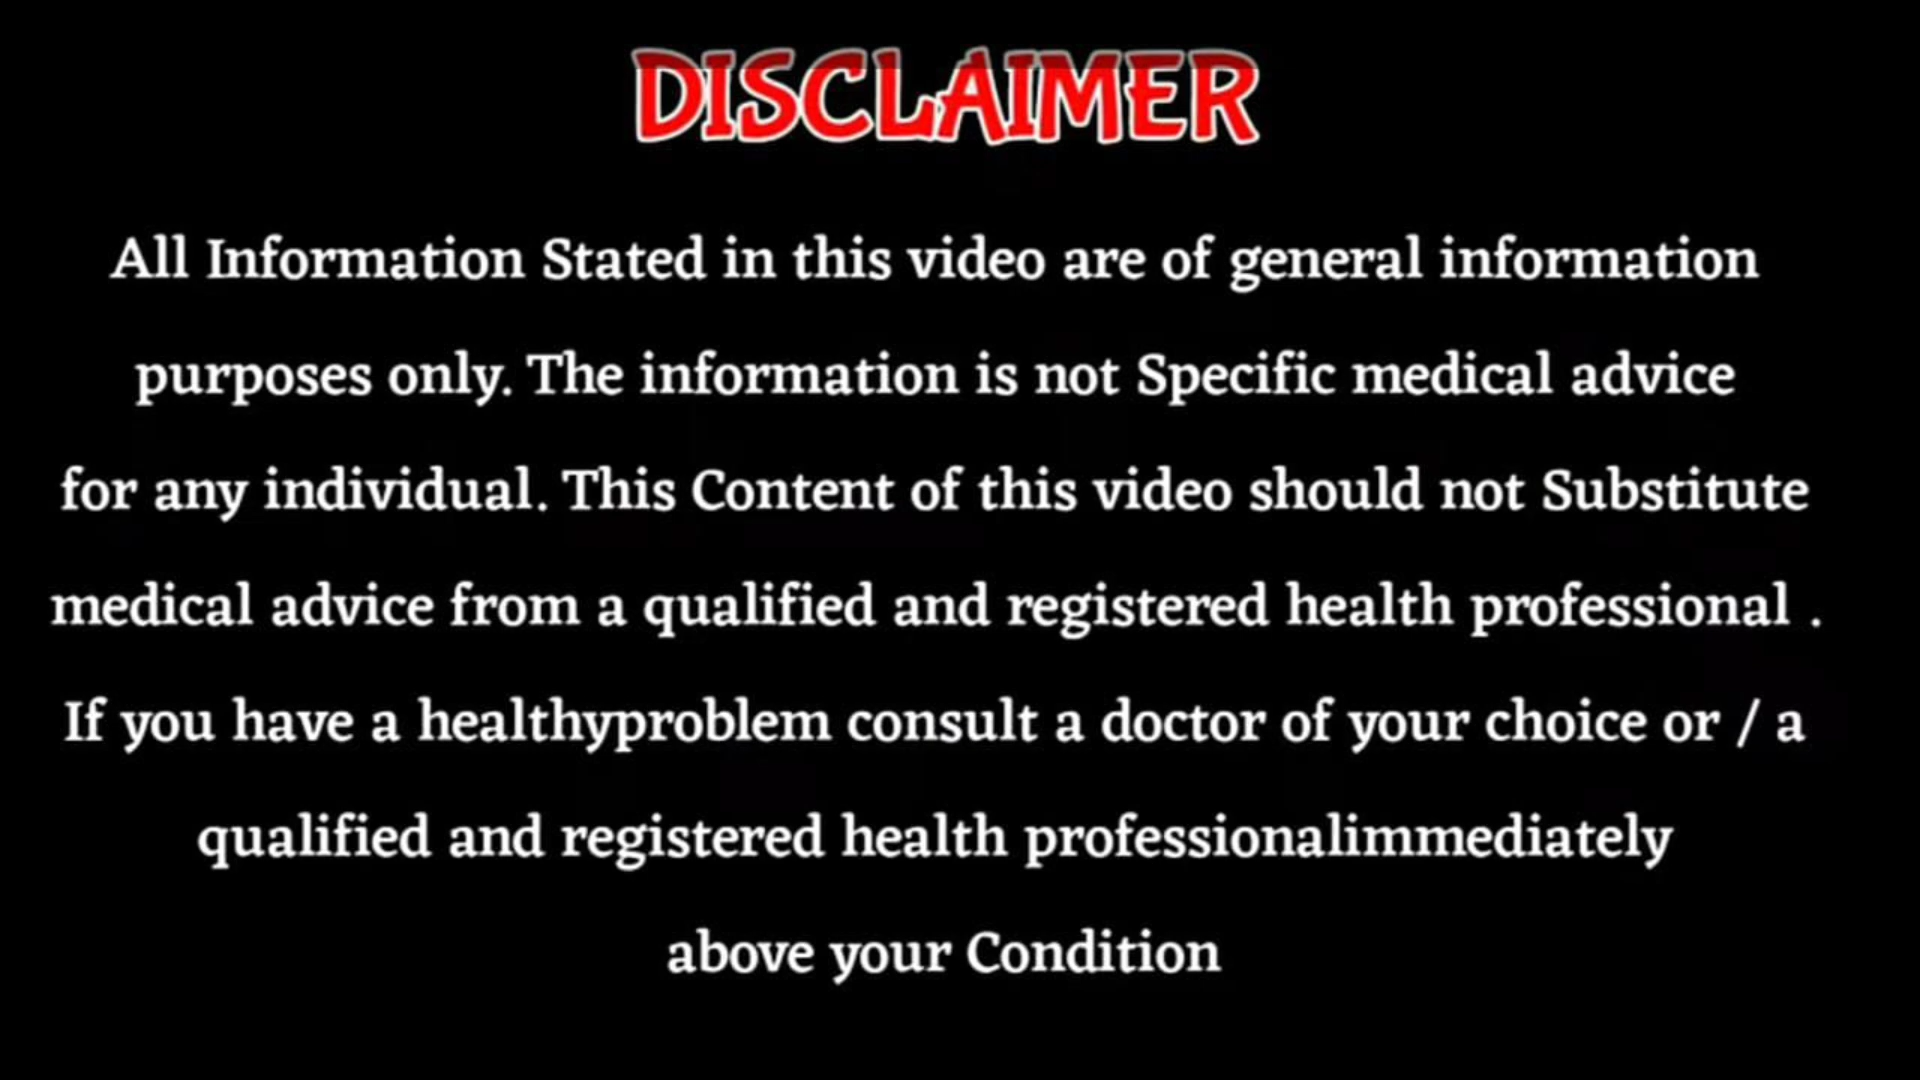 DISCLAIMER
All Information Stated in this video are of general information
purposes only. The information is not Specific medical advice
for any individual. This Content of this video should not Substitute
medical advice from a qualified and registered health professional .
If you have a healthyproblem consult a doctor of your choice or / a
qualified and registered health professionalimmediately
above your Condition